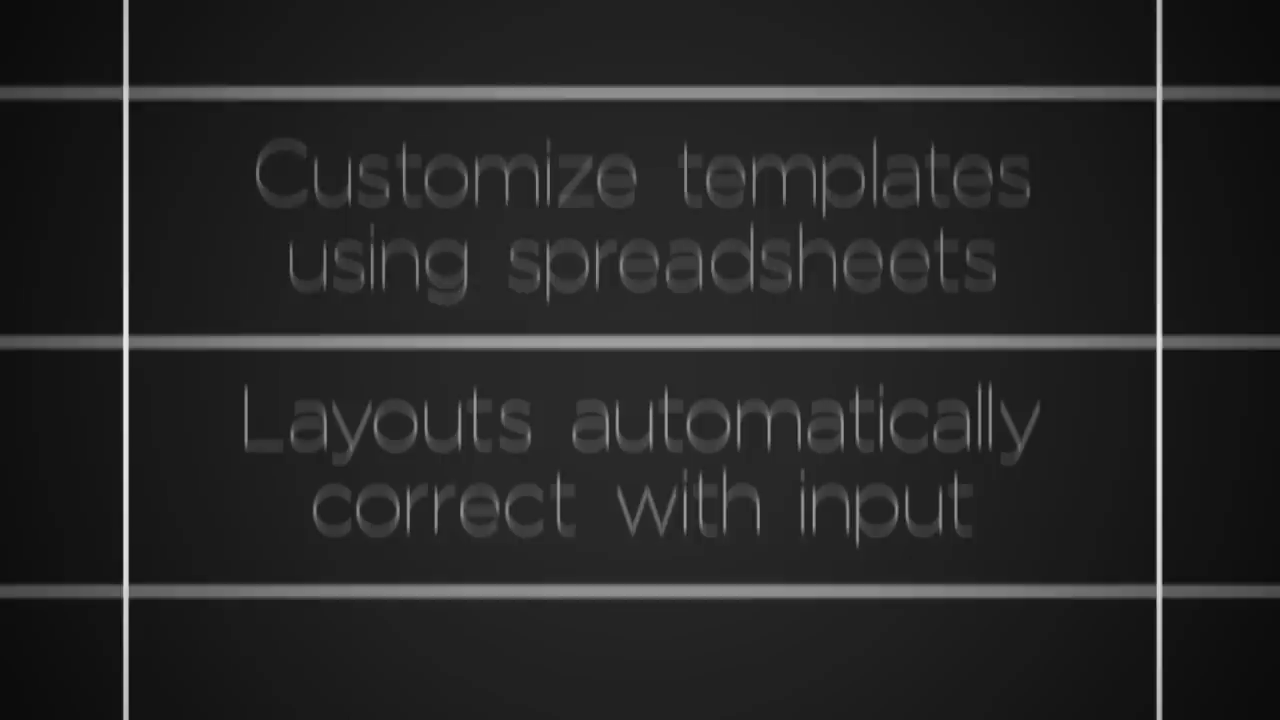 Customize templates
using spreadsheets
Layouts automatically
correct with input